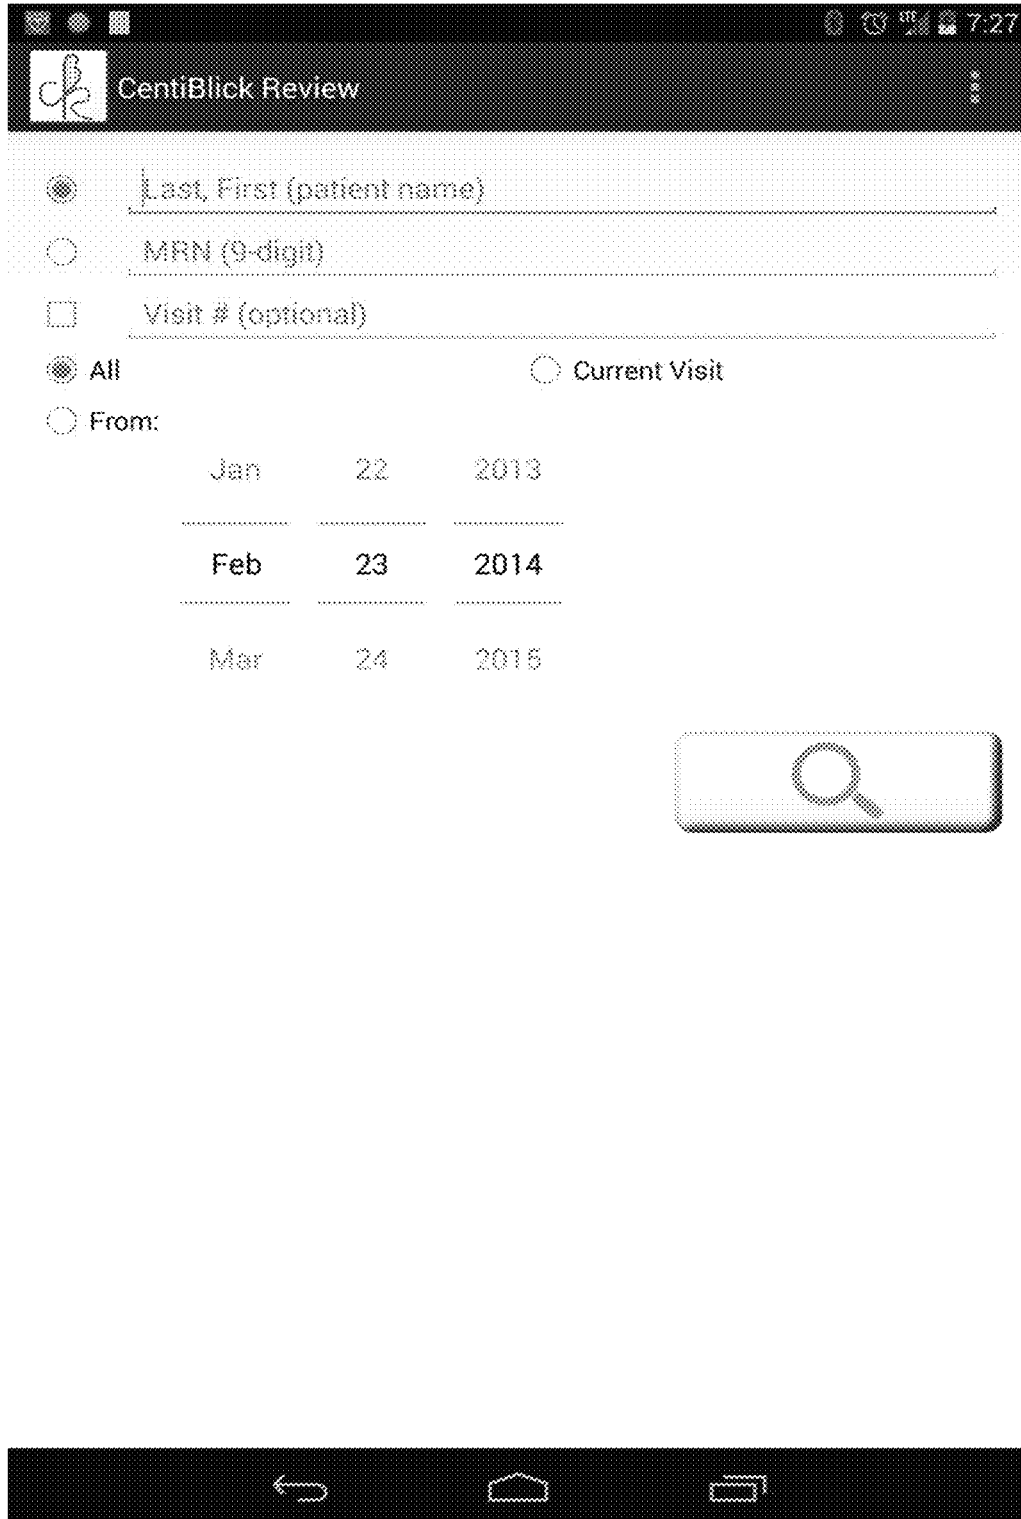 LTE 7:27
CentiBlick Review
Last, First (patient name)
MRN (9-digit)
Visit # (optional)
All Current Visit
From:
Jan 22 2013
Feb 23 2014
Mar 24 2015